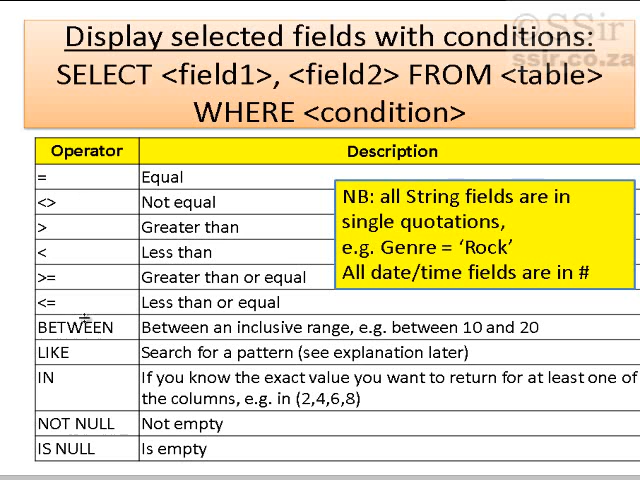 © SSir
ssir.co.za
Display selected fields with conditions:
SELECT <field1>, <field2> FROM <table>
WHERE <condition>
Operator Description
= Equal
<> Not equal
> Greater than
< Less than
>= Greater than or equal
<= Less than or equal
BETWEEN Between an inclusive range, e.g. between 10 and 20
LIKE Search for a pattern (see explanation later)
IN If you know the exact value you want to return for at least one of
the columns, e.g. in (2,4,6,8)
NOT NULL Not empty
IS NULL Is empty
NB: all String fields are in
single quotations,
e.g. Genre = ‘Rock’
All date/time fields are in #